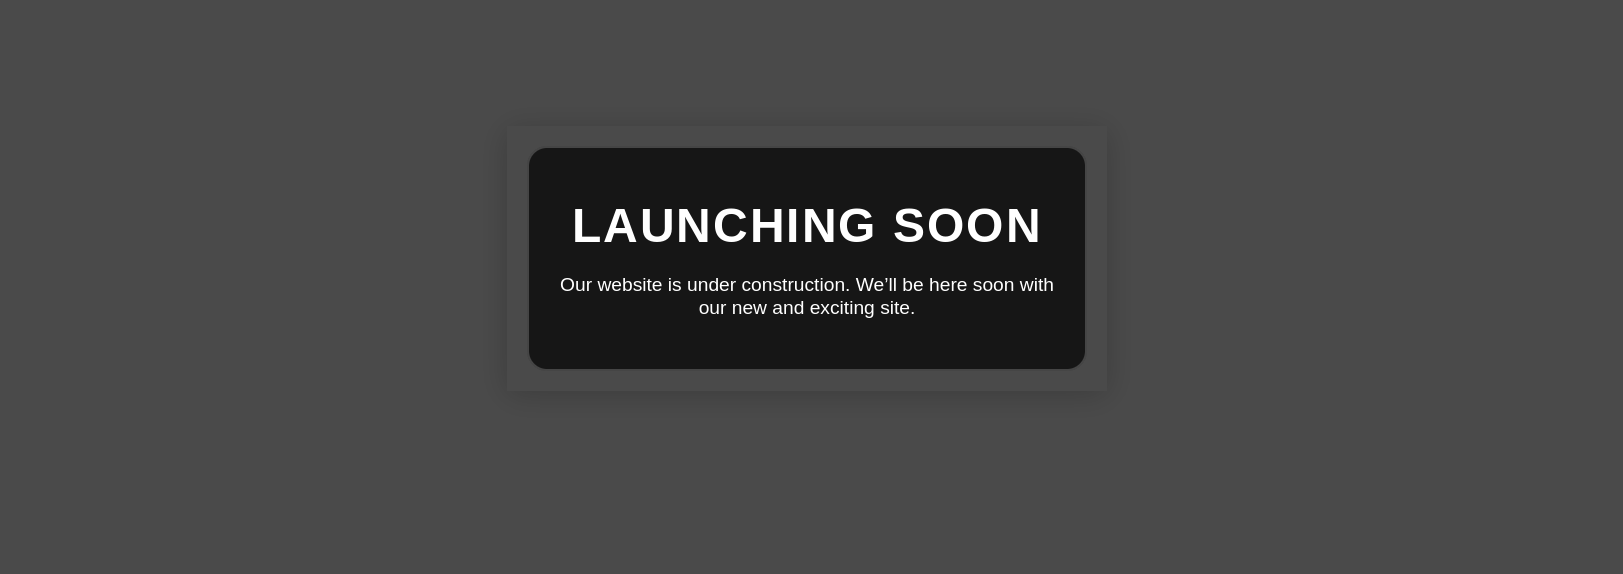 LAUNCHING SOON
Our website is under construction. We’ll be here soon with
our new and exciting site.